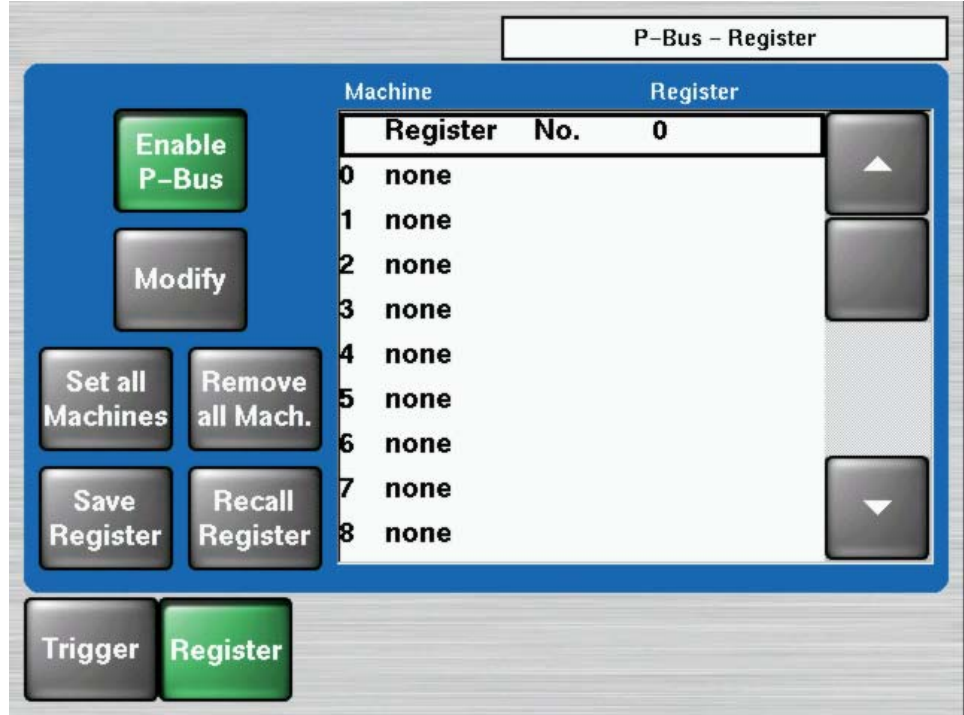 P-Bus - Register
Machine Register
Register No. 0
0 none
1 none
2 none
3 none
4 none
5 none
6 none
7 none
8 none
Enable
P-Bus
Modify
Set all
Machines
Remove
all Mach.
Save
Register
Recall
Register
Trigger
Register